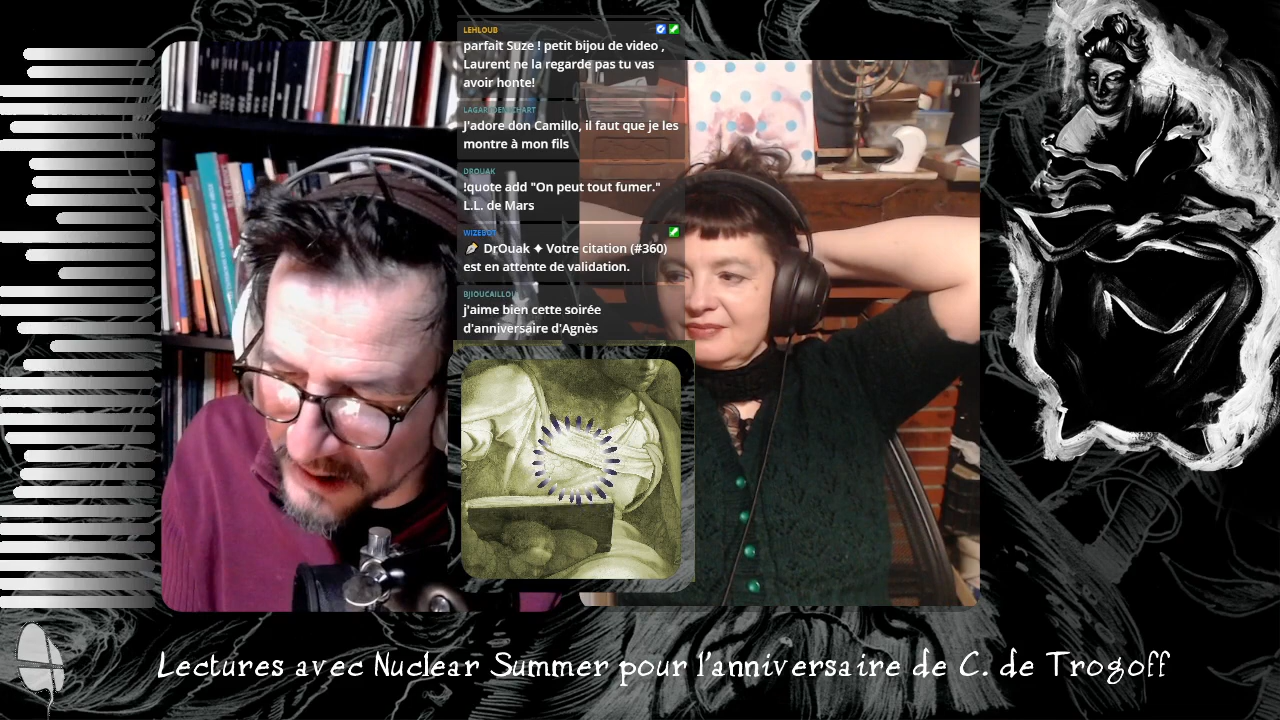 LEHLOUB
parfait Suze ! petit bijou de video ,
Laurent ne la regarde pas tu vas
avoir honte!
J'adore don Camillo, il faut que je les
montre à mon fils
DROUAK
!quote add "On peut tout fumer."
L.L. de Mars
WIZEBOT
DrOuak ✦ Votre citation (#360)
est en attente de validation.
BJIOUCAILLOU
j'aime bien cette soirée
d'anniversaire d'Agnès
Lectures avec Nuclear Summer pour l'anniversaire de C. de Trogoff